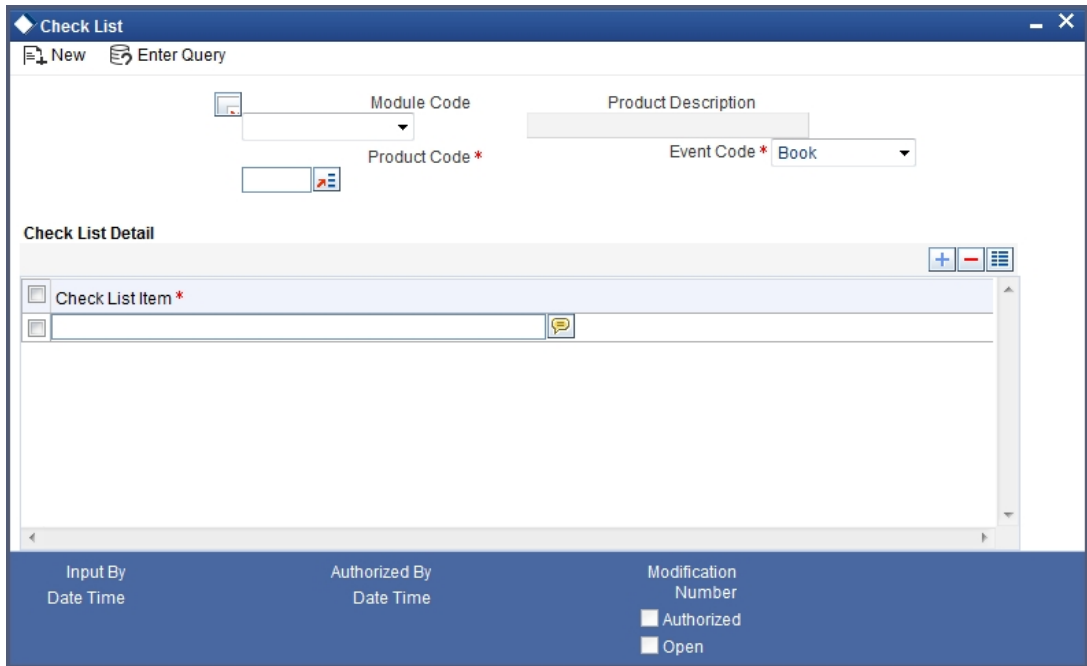 Check List
New Enter Query
Module Code Product Description
Product Code * Event Code * Book
Check List Detail
Check List Item *
Input By Authorized By Modification
Date Time Date Time Number
Authorized
Open